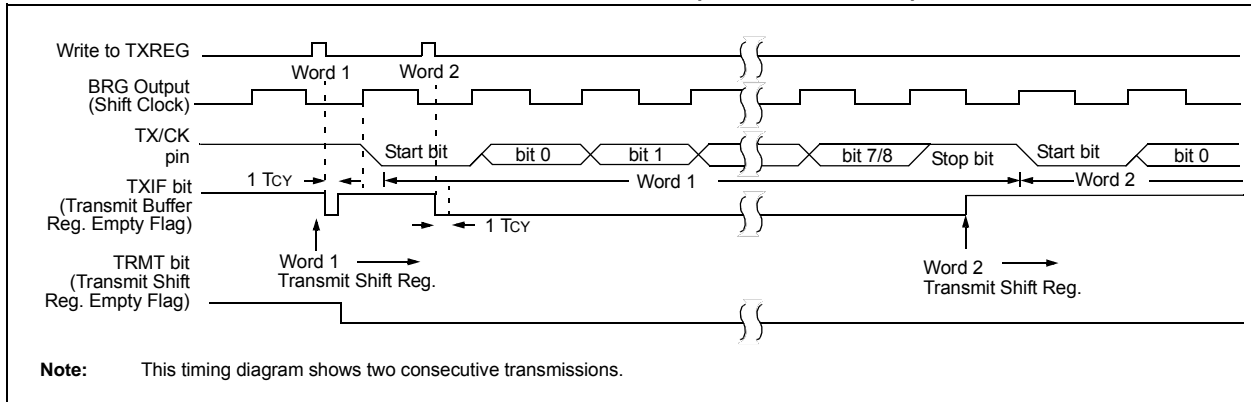 Write to TXREG
Word 1 Word 2
BRG Output
(Shift Clock)
TX/CK
pin
Start bit bit 0 bit 1 bit 7/8 Stop bit Start bit bit 0
1 TCY Word 1 Word 2
TXIF bit
(Transmit Buffer
Reg. Empty Flag)
1 TCY
Word 1
Transmit Shift Reg.
Word 2
Transmit Shift Reg.
TRMT bit
(Transmit Shift
Reg. Empty Flag)
Note: This timing diagram shows two consecutive transmissions.